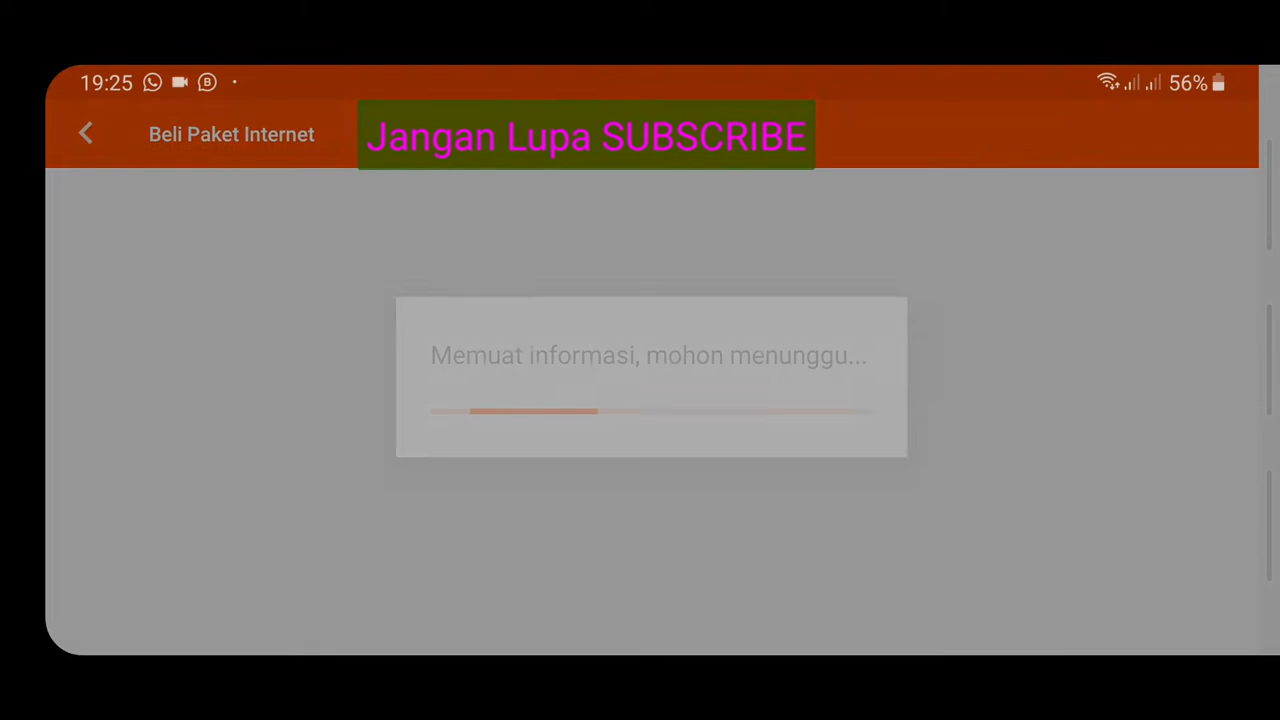 19:25
56%
Beli Paket Internet
Jangan Lupa SUBSCRIBE
Memuat informasi, mohon menunggu...